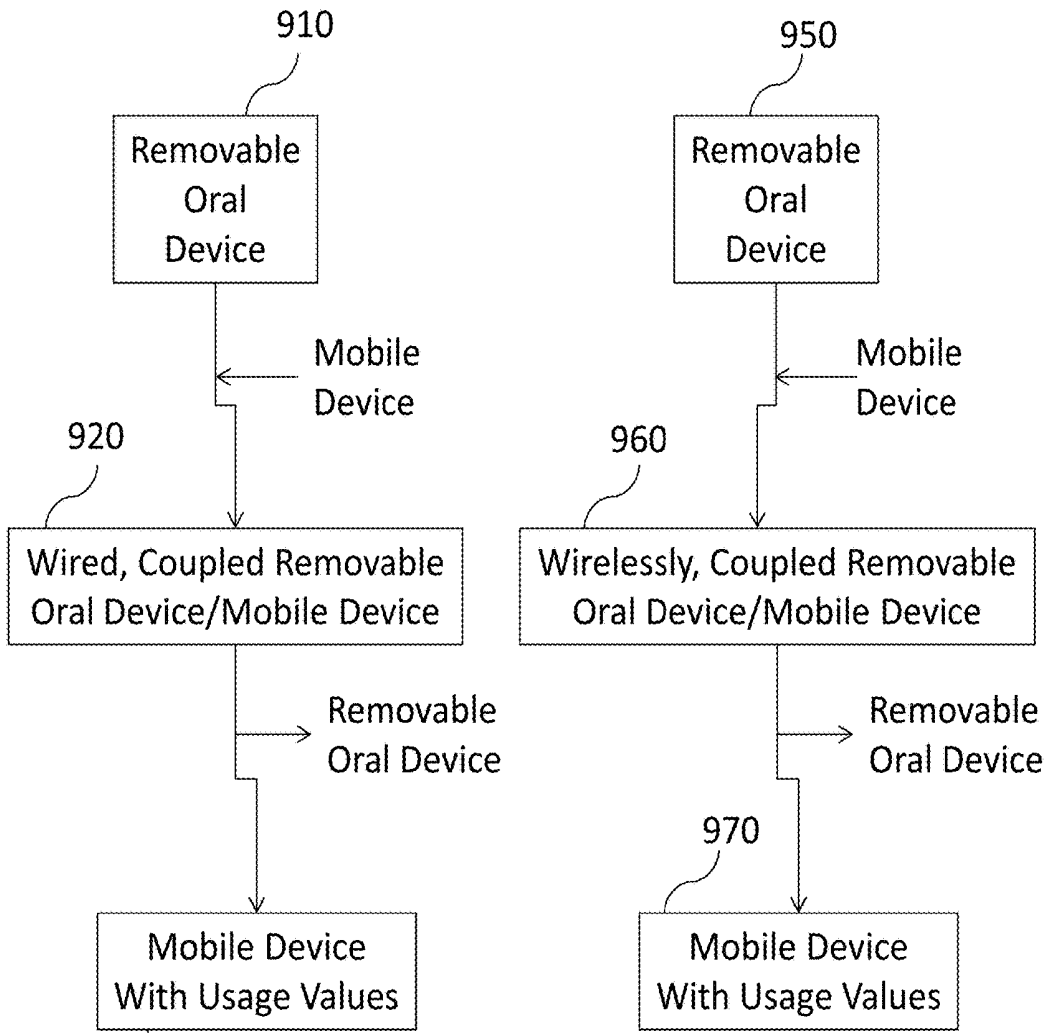 910
Removable
Oral
Device
Mobile
Device
920
Wired, Coupled Removable
Oral Device/Mobile Device
Removable
Oral Device
Mobile Device
With Usage Values
950
Removable
Oral
Device
Mobile
Device
960
Wirelessly, Coupled Removable
Oral Device/Mobile Device
Removable
Oral Device
970
Mobile Device
With Usage Values